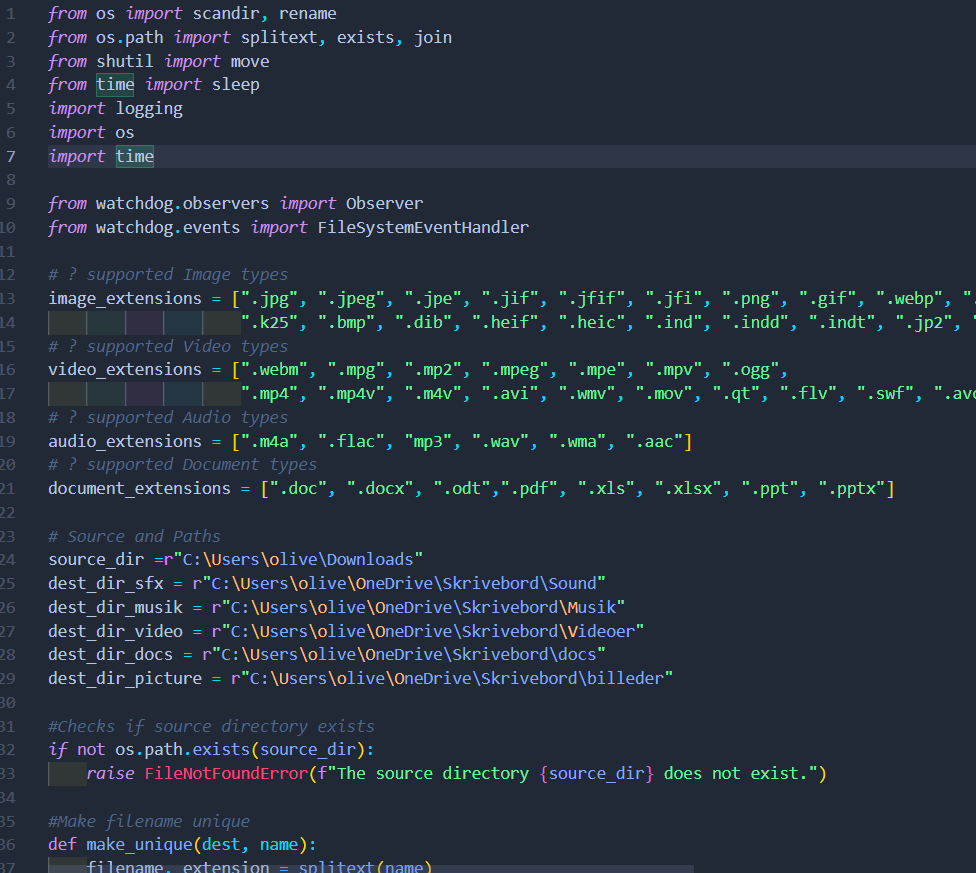 1 from os import scandir, rename
2 from os.path import splitext, exists, join
3 from shutil import move
4 from time import sleep
5 import logging
6 import os
7 import time
8
9 from watchdog.observers import Observer
10 from watchdog.events import FileSystemEventHandler
11
12 # ? supported Image types
13 image_extensions = [".jpg", ".jpeg", ".jpe", ".jif", ".jfif", ".jfi", ".png", ".gif", ".webp", ".
14 ".k25", ".bmp", ".dib", ".heif", ".heic", ".ind", ".indd", ".indt", ".jp2", "
15 # ? supported Video types
16 video_extensions = [".webm", ".mpg", ".mp2", ".mpeg", ".mpe", ".mpv", ".ogg",
17 ".mp4", ".mp4v", ".m4v", ".avi", ".wmv", ".mov", ".qt", ".flv", ".swf", ".avc
18 # ? supported Audio types
19 audio_extensions = [".m4a", ".flac", "mp3", ".wav", ".wma", ".aac"]
20 # ? supported Document types
21 document_extensions = [".doc", ".docx", ".odt",".pdf", ".xls", ".xlsx", ".ppt", ".pptx"]
22
23 # Source and Paths
24 source_dir =r"C:\Users\olive\Downloads"
25 dest_dir_sfx = r"C:\Users\olive\OneDrive\Skrivebord\Sound"
26 dest_dir_musik = r"C:\Users\olive\OneDrive\Skrivebord\Musik"
27 dest_dir_video = r"C:\Users\olive\OneDrive\Skrivebord\Videoer"
28 dest_dir_docs = r"C:\Users\olive\OneDrive\Skrivebord\docs"
29 dest_dir_picture = r"C:\Users\olive\OneDrive\Skrivebord\billeder"
30
31 #Checks if source directory exists
32 if not os.path.exists(source_dir):
33 raise FileNotFoundError(f"The source directory {source_dir} does not exist.")
34
35 #Make filename unique
36 def make_unique(dest, name):
37 filename, extension = splitext(name)